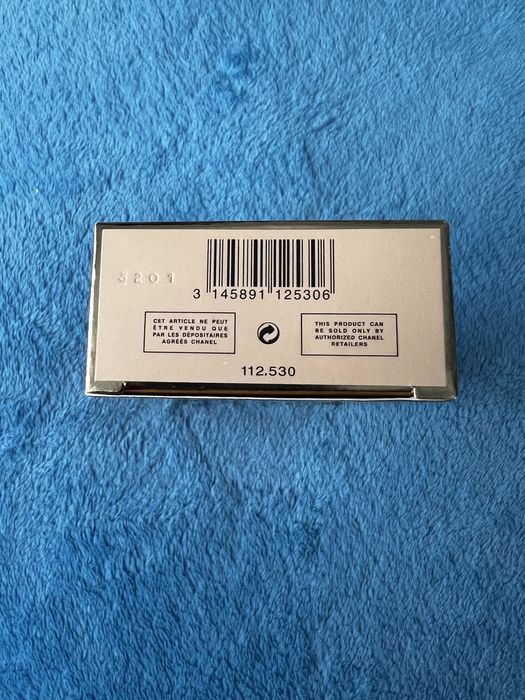 5201
3 145891 125306
CET ARTICLE NE PEUT
ÊTRE VENDU QUE
PAR LES DÉPOSITAIRES
AGRÉÉS CHANEL
THIS PRODUCT CAN
BE SOLD ONLY BY
AUTHORIZED CHANEL
RETAILERS
112.530